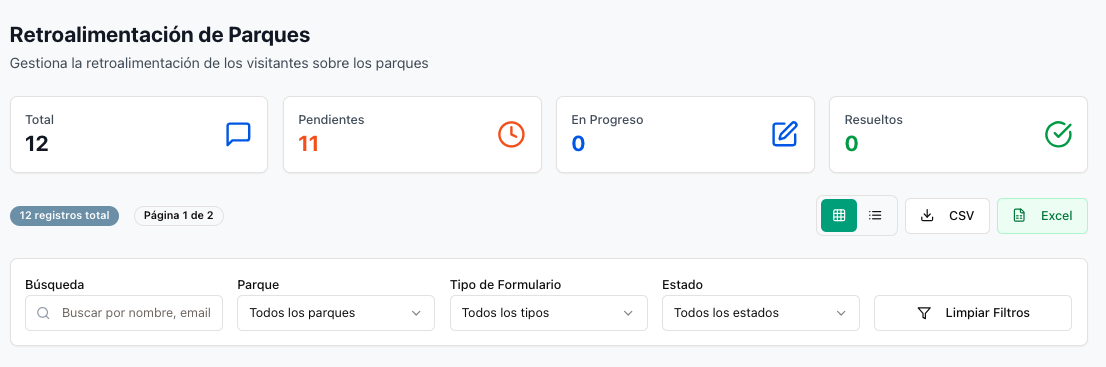 Retroalimentación de Parques
Gestiona la retroalimentación de los visitantes sobre los parques
Total
12
Pendientes
11
En Progreso
0
Resueltos
0
12 registros total
Página 1 de 2
CSV
Excel
Búsqueda
Buscar por nombre, email
Parque
Todos los parques
Tipo de Formulario
Todos los tipos
Estado
Todos los estados
Limpiar Filtros